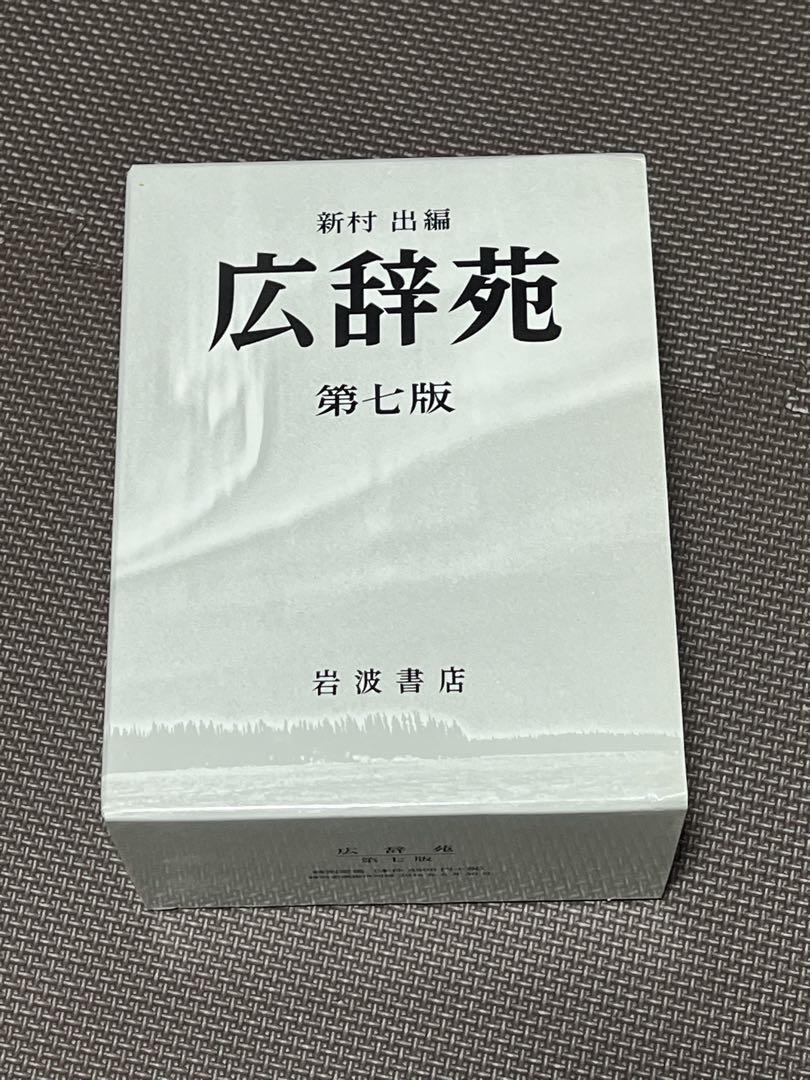 新村 出編
広辞苑
第七版
岩波書店
広 辞 苑
第七版